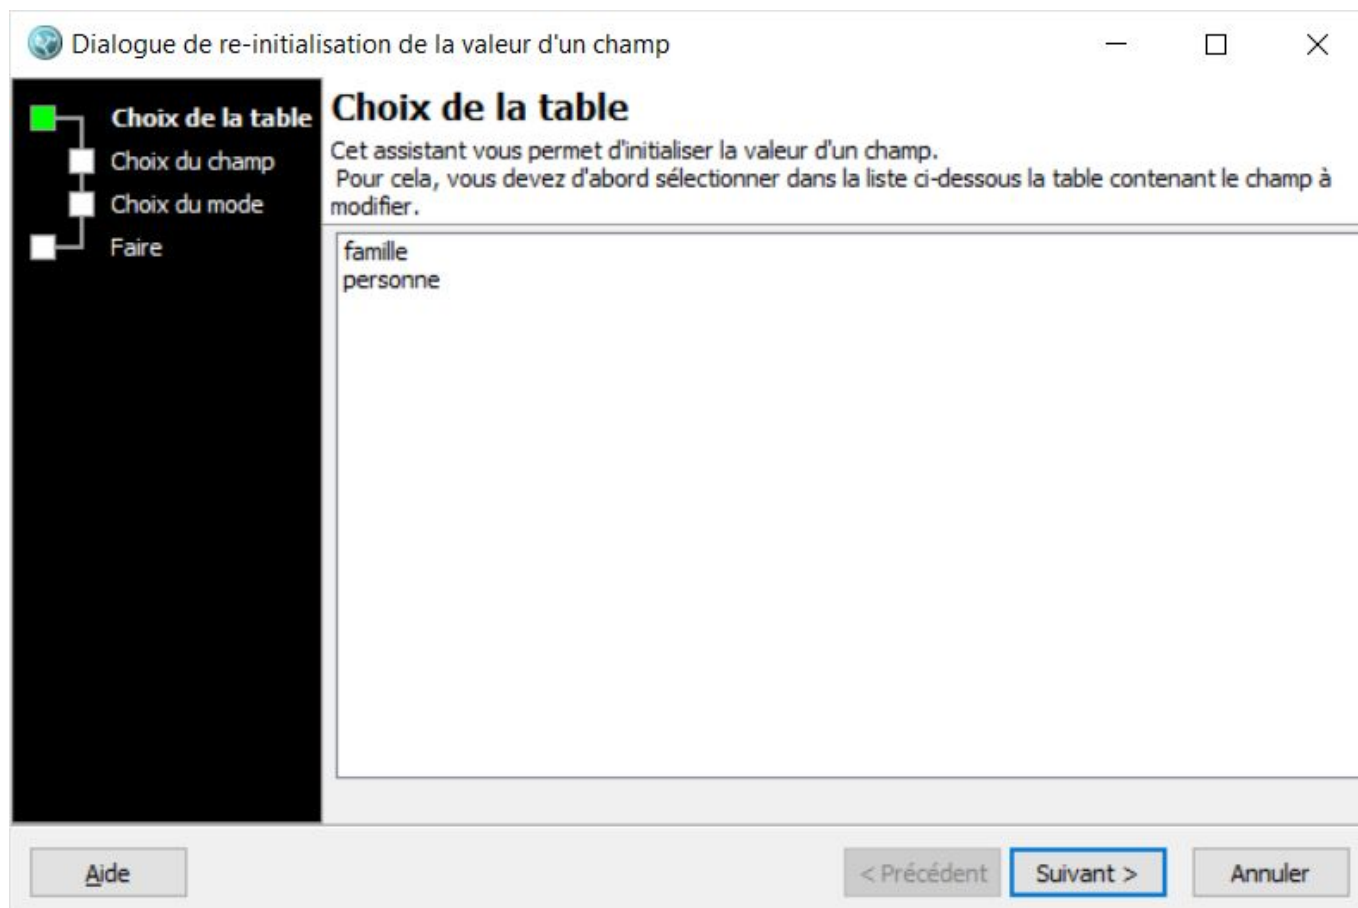 Dialogue de re-initialisation de la valeur d'un champ
Choix de la table
Choix du champ
Choix du mode
Faire
Choix de la table
Cet assistant vous permet d'initialiser la valeur d'un champ.
Pour cela, vous devez d'abord sélectionner dans la liste ci-dessous la table contenant le champ à
modifier.
famille
personne
Aide
< Précédent
Suivant >
Annuler